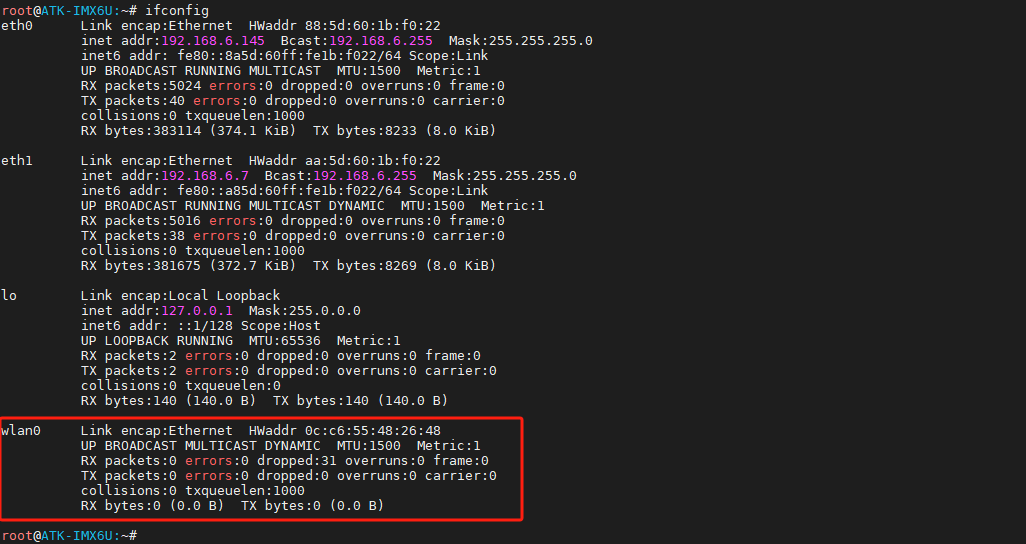 root@ATK-IMX6U:~# ifconfig
eth0      Link encap:Ethernet  HWaddr 88:5d:60:1b:f0:22
          inet addr:192.168.6.145  Bcast:192.168.6.255  Mask:255.255.255.0
          inet6 addr: fe80::8a5d:60ff:fe1b:f022/64 Scope:Link
          UP BROADCAST RUNNING MULTICAST  MTU:1500  Metric:1
          RX packets:5024 errors:0 dropped:0 overruns:0 frame:0
          TX packets:40 errors:0 dropped:0 overruns:0 carrier:0
          collisions:0 txqueuelen:1000
          RX bytes:383114 (374.1 KiB)  TX bytes:8233 (8.0 KiB)

eth1      Link encap:Ethernet  HWaddr aa:5d:60:1b:f0:22
          inet addr:192.168.6.7  Bcast:192.168.6.255  Mask:255.255.255.0
          inet6 addr: fe80::a85d:60ff:fe1b:f022/64 Scope:Link
          UP BROADCAST RUNNING MULTICAST DYNAMIC  MTU:1500  Metric:1
          RX packets:5016 errors:0 dropped:0 overruns:0 frame:0
          TX packets:38 errors:0 dropped:0 overruns:0 carrier:0
          collisions:0 txqueuelen:1000
          RX bytes:381675 (372.7 KiB)  TX bytes:8269 (8.0 KiB)

lo        Link encap:Local Loopback
          inet addr:127.0.0.1  Mask:255.0.0.0
          inet6 addr: ::1/128 Scope:Host
          UP LOOPBACK RUNNING  MTU:65536  Metric:1
          RX packets:2 errors:0 dropped:0 overruns:0 frame:0
          TX packets:2 errors:0 dropped:0 overruns:0 carrier:0
          collisions:0 txqueuelen:0
          RX bytes:140 (140.0 B)  TX bytes:140 (140.0 B)

wlan0     Link encap:Ethernet  HWaddr 0c:c6:55:48:26:48
          UP BROADCAST MULTICAST DYNAMIC  MTU:1500  Metric:1
          RX packets:0 errors:0 dropped:31 overruns:0 frame:0
          TX packets:0 errors:0 dropped:0 overruns:0 carrier:0
          collisions:0 txqueuelen:1000
          RX bytes:0 (0.0 B)  TX bytes:0 (0.0 B)

root@ATK-IMX6U:~#